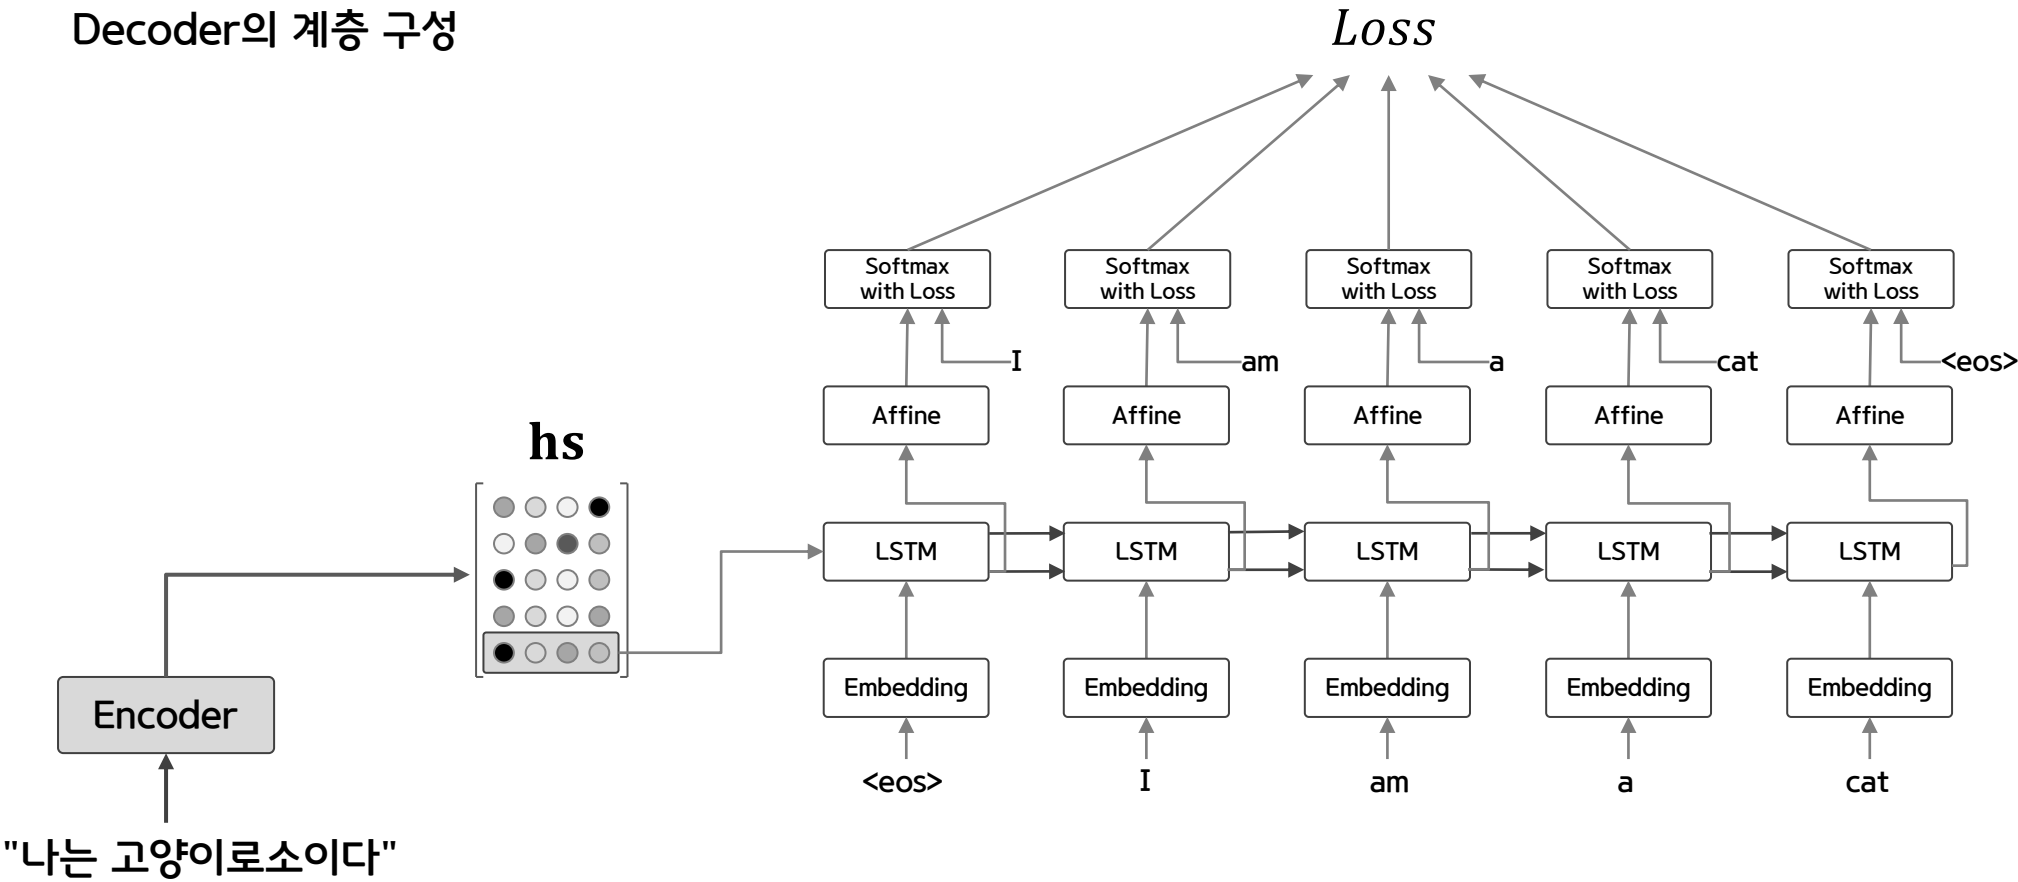 Decoder의 계층 구성
Loss
Softmax
with Loss
Softmax
with Loss
Softmax
with Loss
Softmax
with Loss
Softmax
with Loss
I
am
a
cat
<eos>
Affine
Affine
Affine
Affine
Affine
hs
LSTM
LSTM
LSTM
LSTM
LSTM
Encoder
Embedding
Embedding
Embedding
Embedding
Embedding
<eos>
I
am
a
cat
"나는 고양이로소이다"